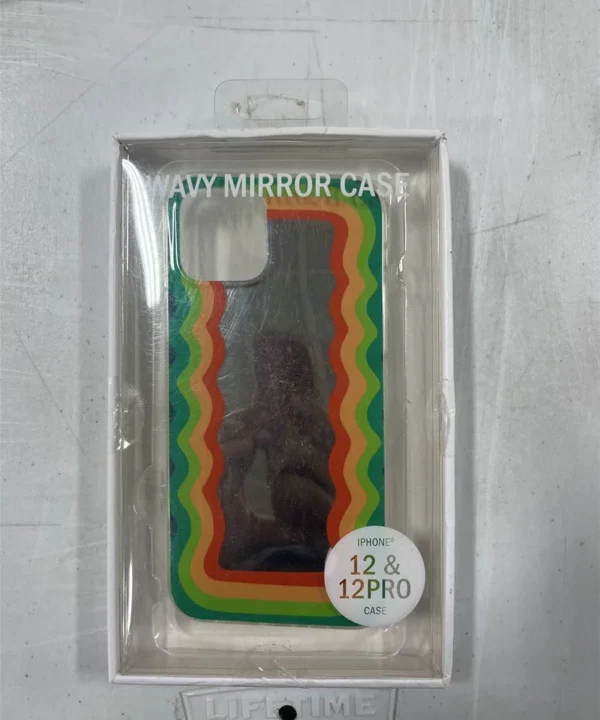 WAVY MIRROR CASE
IPHONE®
12 &
12PRO
CASE
LIFETIME